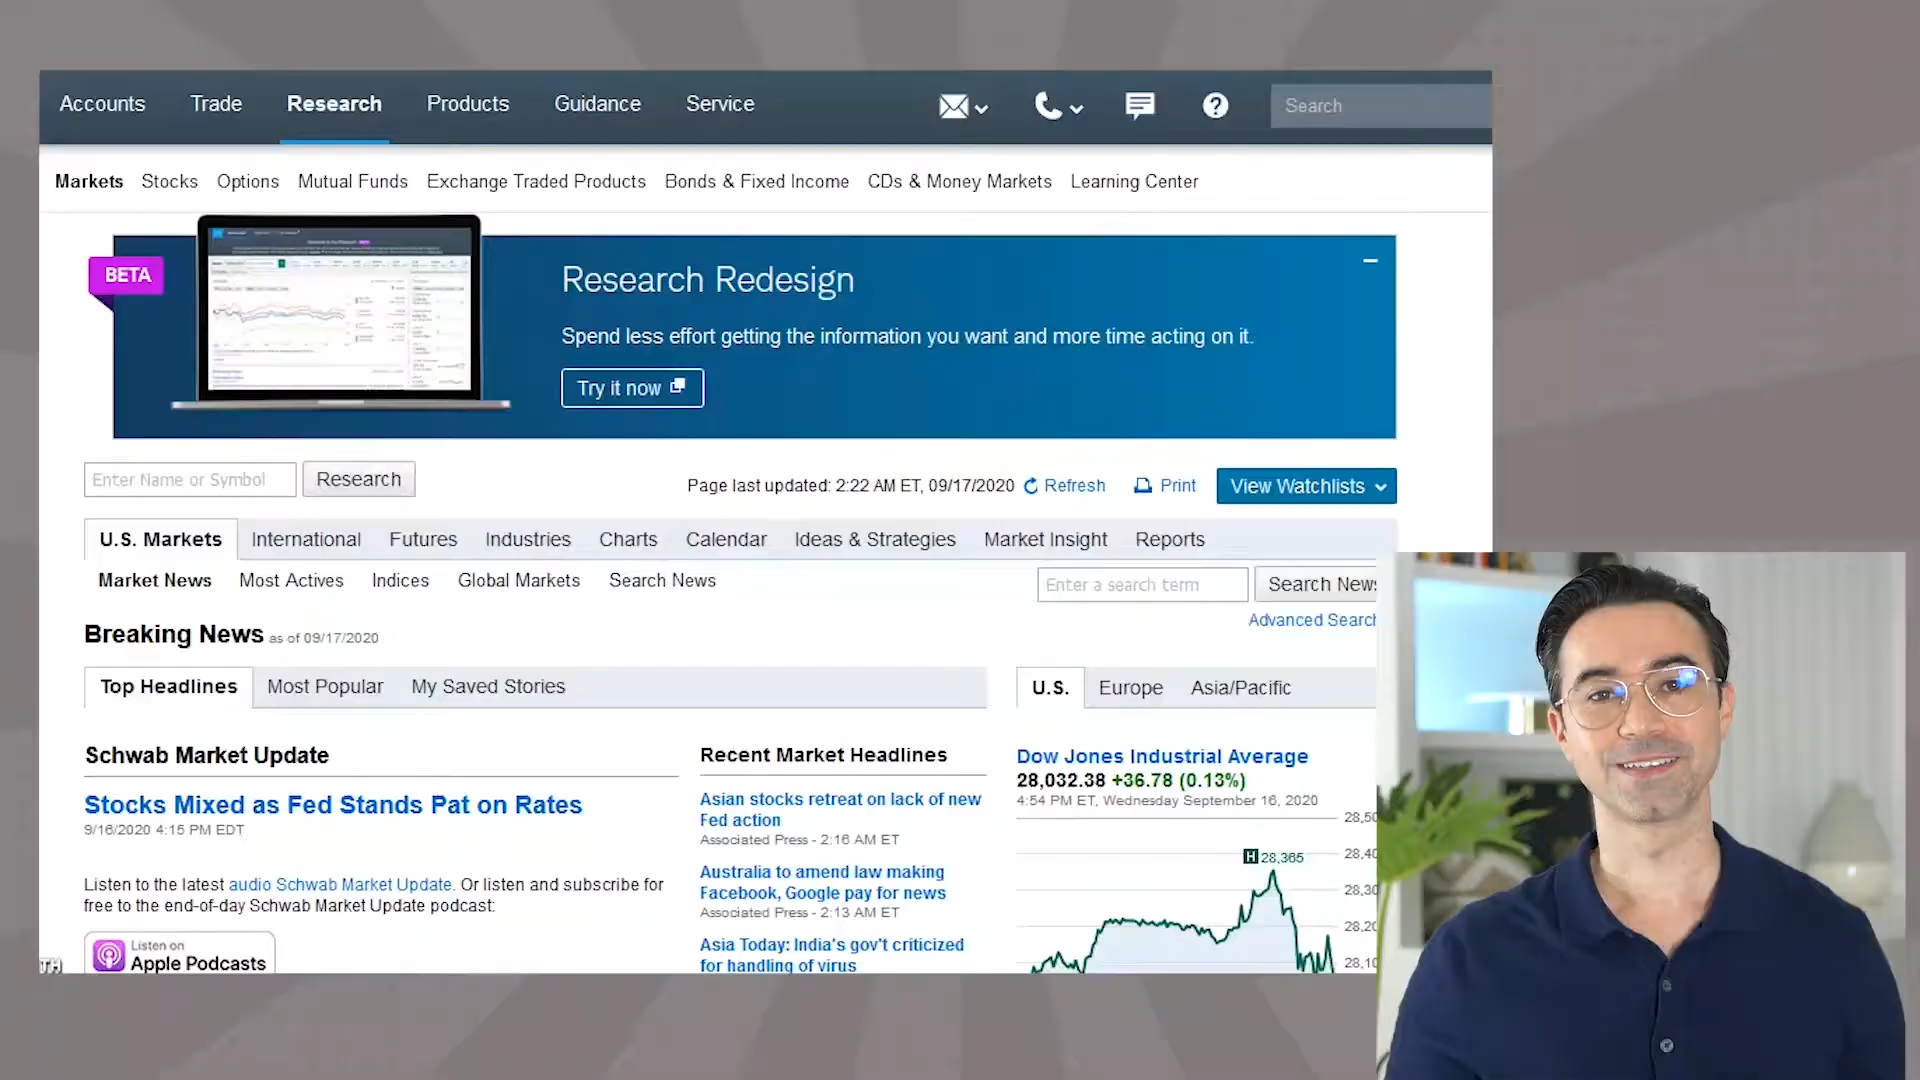 Accounts Trade Research Products Guidance Service Search
Markets Stocks Options Mutual Funds Exchange Traded Products Bonds & Fixed Income CDs & Money Markets Learning Center
BETA
Research Redesign
Spend less effort getting the information you want and more time acting on it.
Try it now
Enter Name or Symbol Research Page last updated: 2:22 AM ET, 09/17/2020 Refresh Print View Watchlists
U.S. Markets International Futures Industries Charts Calendar Ideas & Strategies Market Insight Reports
Market News Most Actives Indices Global Markets Search News Enter a search term Search News
Advanced Search
Breaking News as of 09/17/2020
Top Headlines Most Popular My Saved Stories
U.S. Europe Asia/Pacific
Schwab Market Update
Stocks Mixed as Fed Stands Pat on Rates
9/16/2020 4:15 PM EDT
Listen to the latest audio Schwab Market Update. Or listen and subscribe for
free to the end-of-day Schwab Market Update podcast:
Listen on
Apple Podcasts
TH
Recent Market Headlines
Asian stocks retreat on lack of new
Fed action
Associated Press - 2:16 AM ET
Australia to amend law making
Facebook, Google pay for news
Associated Press - 2:13 AM ET
Asia Today: India's gov't criticized
for handling of virus
Dow Jones Industrial Average
28,032.38 +36.78 (0.13%)
4:54 PM ET, Wednesday September 16, 2020
28,50
28,40
H 28,365
28,30
28,20
28,10